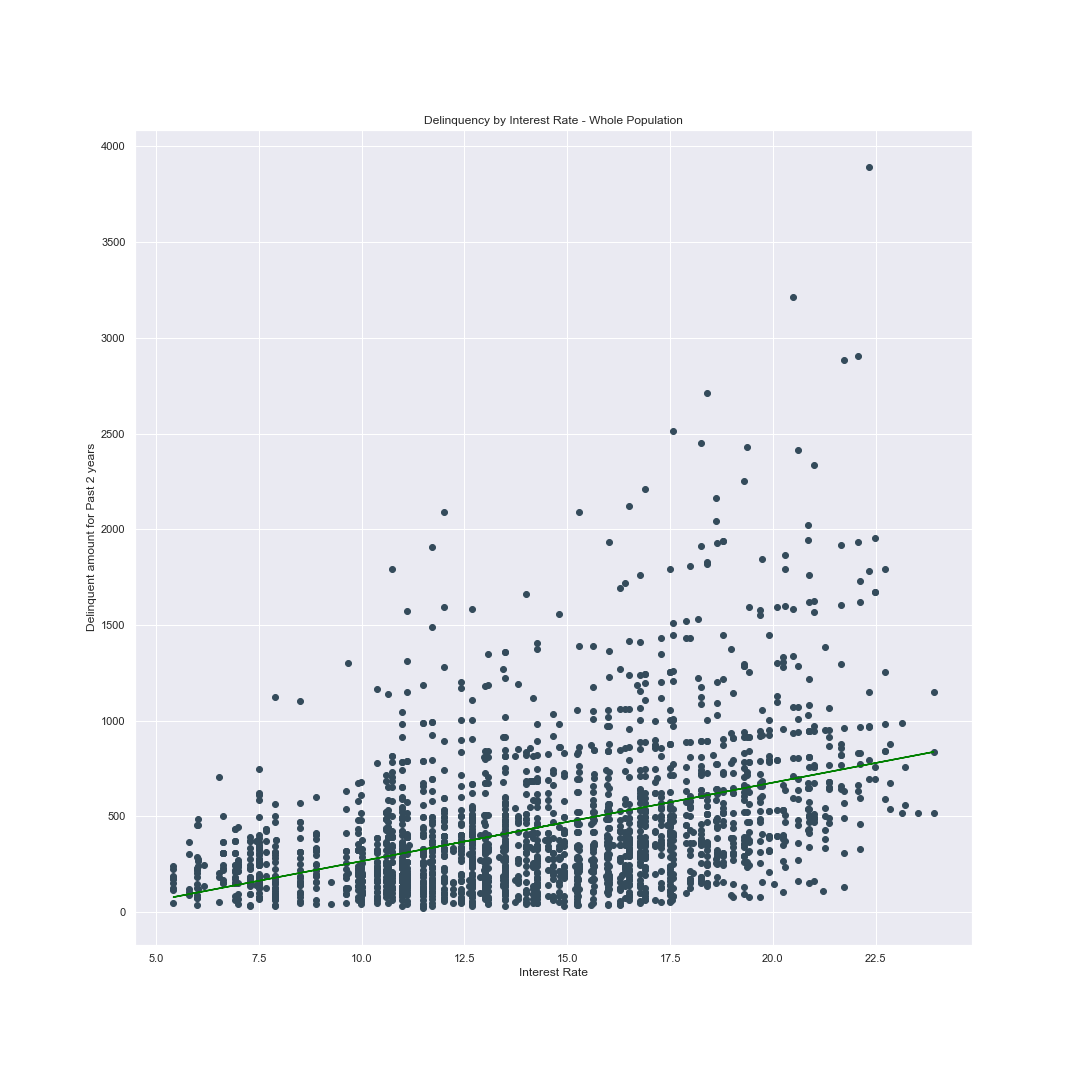 Delinquency by Interest Rate - Whole Population
4000
3500
3000
2500
2000
1500
1000
500
0
Delinquent amount for Past 2 years
5.0 7.5 10.0 12.5 15.0 17.5 20.0 22.5
Interest Rate